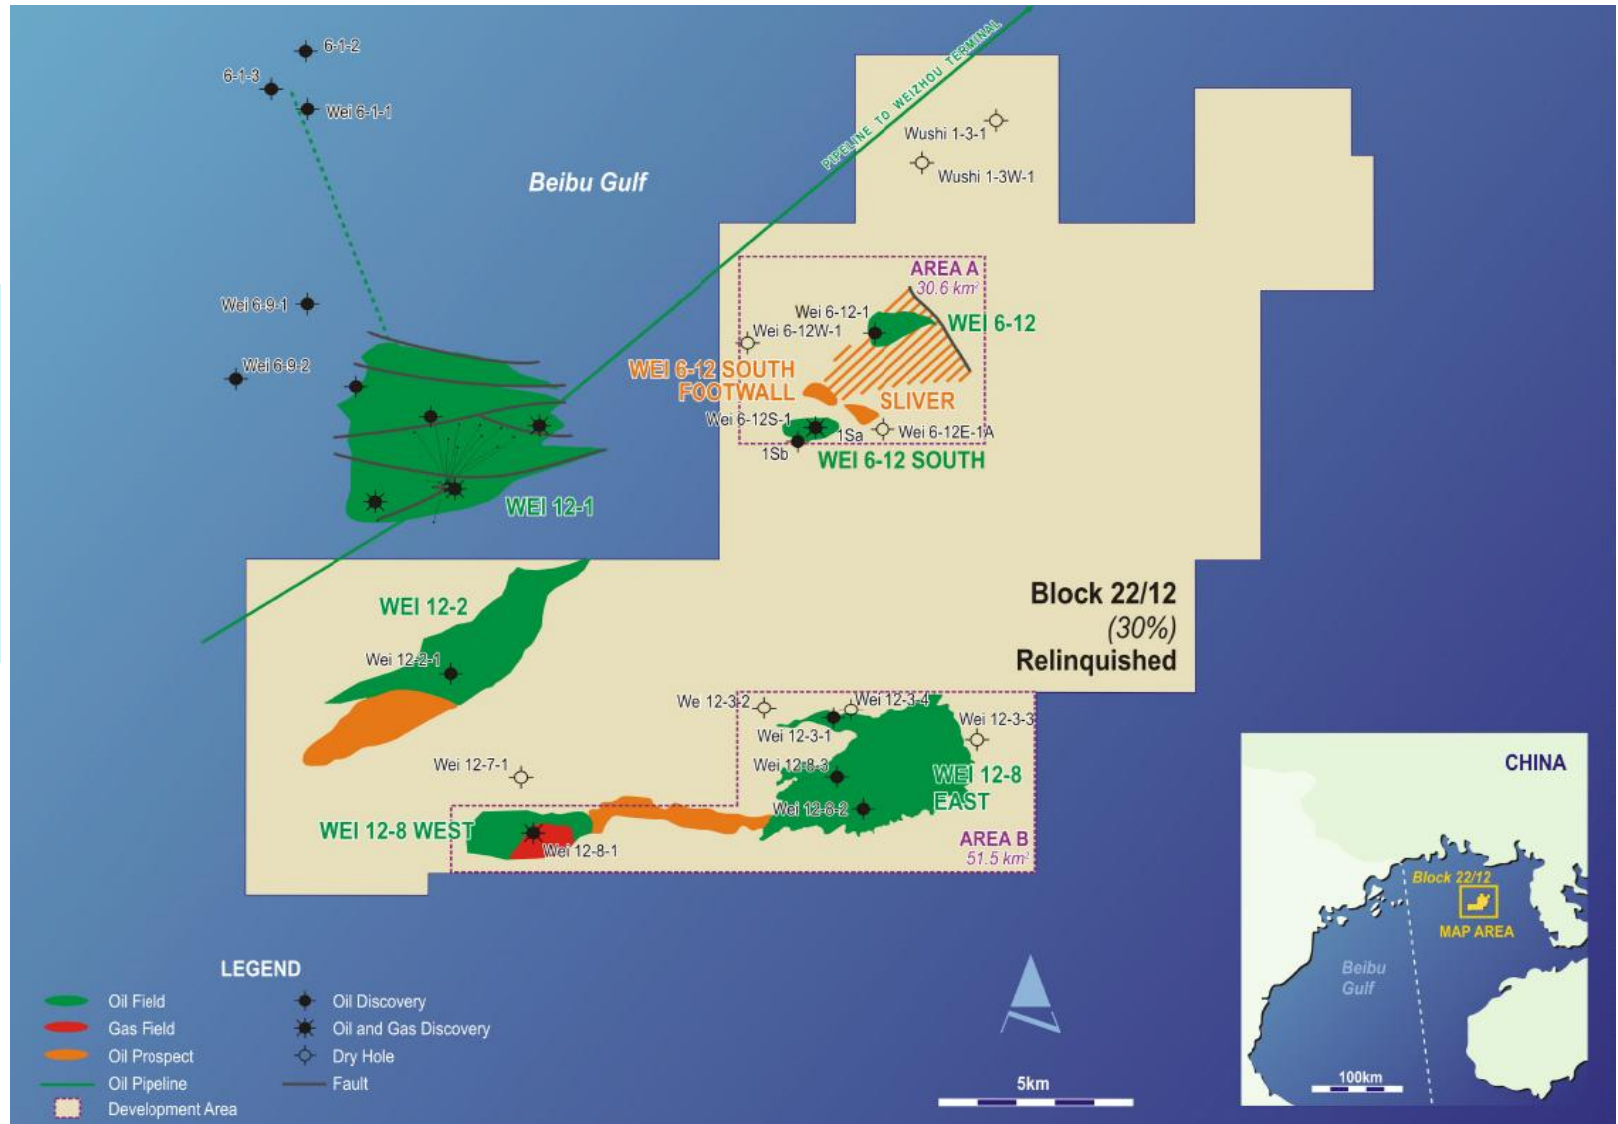 6-1-2
6-1-3
Wei 6-1-1
PIPELINE TO WEIZHOU TERMINAL
Wushi 1-3-1
Wushi 1-3W-1
Beibu Gulf
AREA A
30.6 km²
Wei 6-9-1
Wei 6-12-1
WEI 6-12
Wei 6-12W-1
Wei 6-9-2
WEI 6-12 SOUTH
FOOTWALL
SLIVER
Wei 6-12S-1
1Sa
Wei 6-12E-1A
1Sb
WEI 6-12 SOUTH
WEI 12-1
Block 22/12
(30%)
Relinquished
WEI 12-2
Wei 12-2-1
We 12-3-2
Wei 12-3-4
Wei 12-3-3
Wei 12-3-1
Wei 12-7-1
Wei 12-8-3
WEI 12-8
EAST
Wei 12-8-2
WEI 12-8 WEST
Wei 12-8-1
AREA B
51.5 km²
CHINA
Block 22/12
MAP AREA
Beibu
Gulf
100km
LEGEND
Oil Field
Gas Field
Oil Prospect
Oil Pipeline
Development Area
Oil Discovery
Oil and Gas Discovery
Dry Hole
Fault
5km